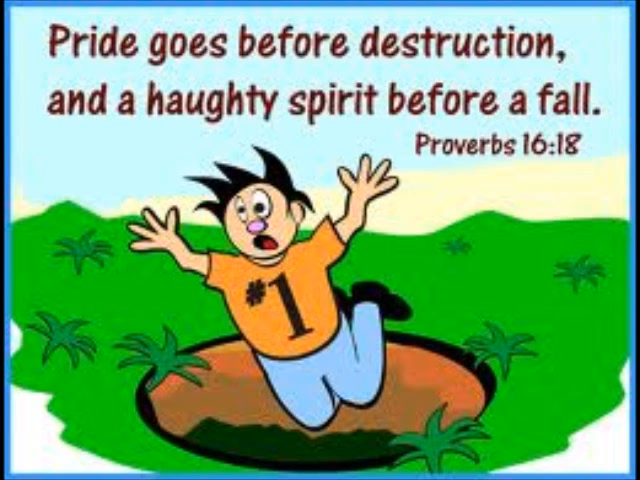 Pride goes before destruction,
and a haughty spirit before a fall.
Proverbs 16:18
#1